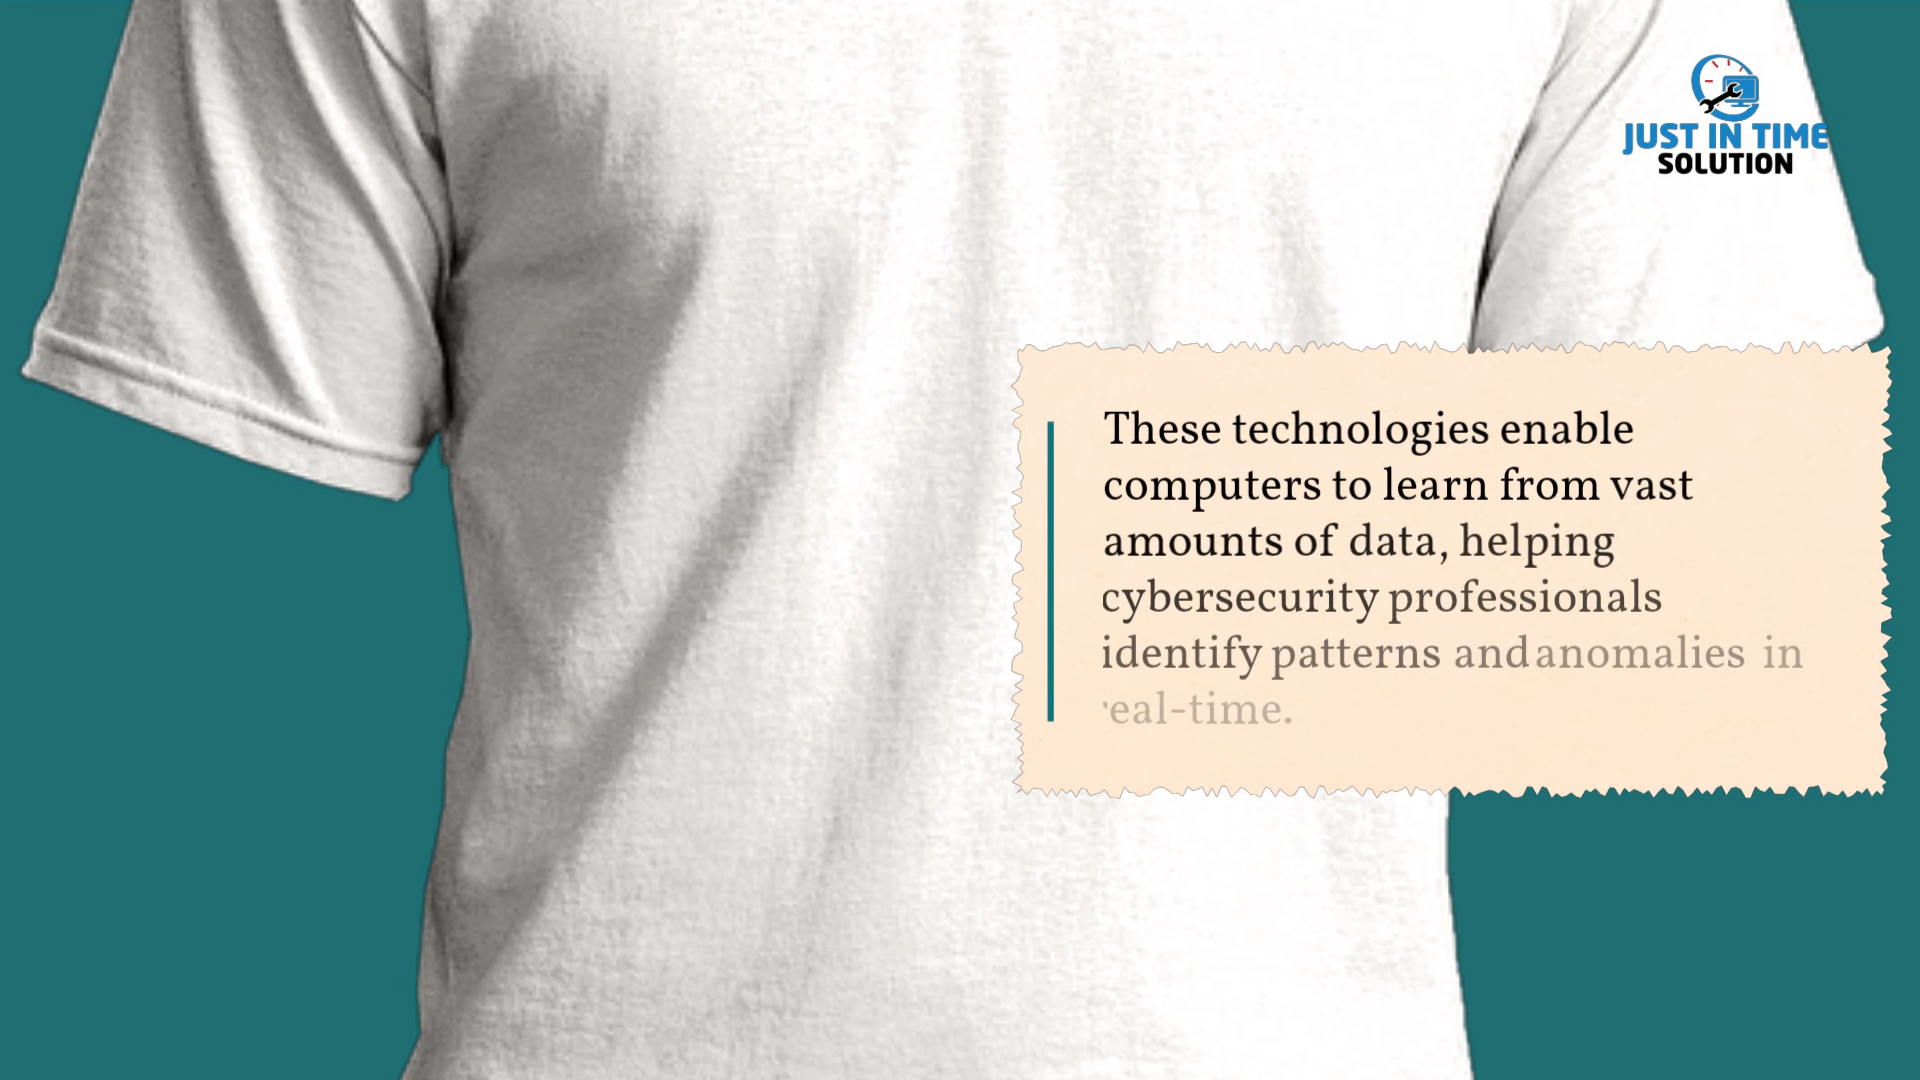 JUST IN TIME
SOLUTION
These technologies enable
computers to learn from vast
amounts of data, helping
cybersecurity professionals
identify patterns and anomalies in
real-time.